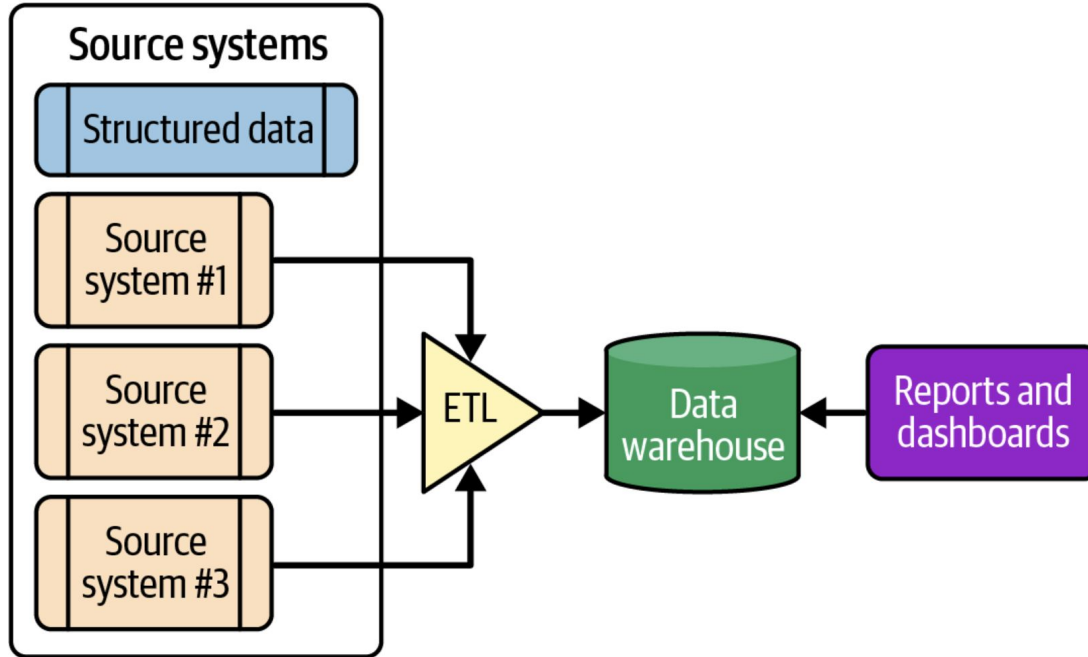 Source systems
Structured data
Source
system #1
Source
system #2
Source
system #3
ETL
Data
warehouse
Reports and
dashboards